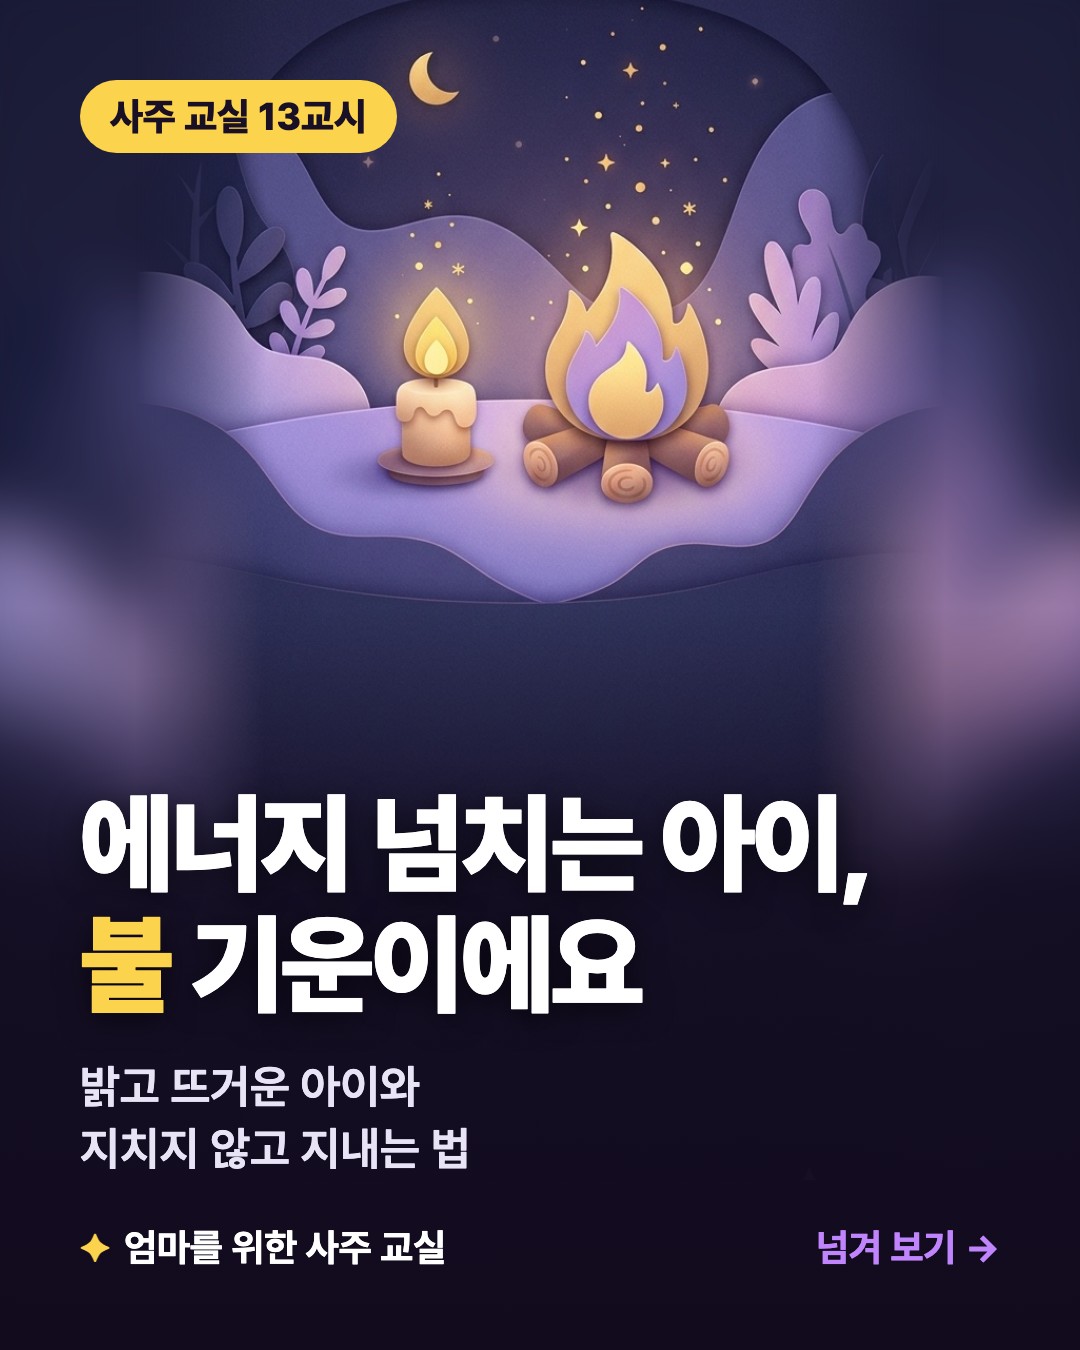 사주 교실 13교시
에너지 넘치는 아이,
불 기운이에요
밝고 뜨거운 아이와
지치지 않고 지내는 법
엄마를 위한 사주 교실
넘겨 보기 →